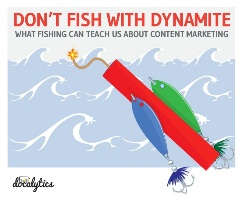 DON'T FISH WITH DYNAMITE
WHAT FISHING CAN TEACH US ABOUT CONTENT MARKETING
docalytics